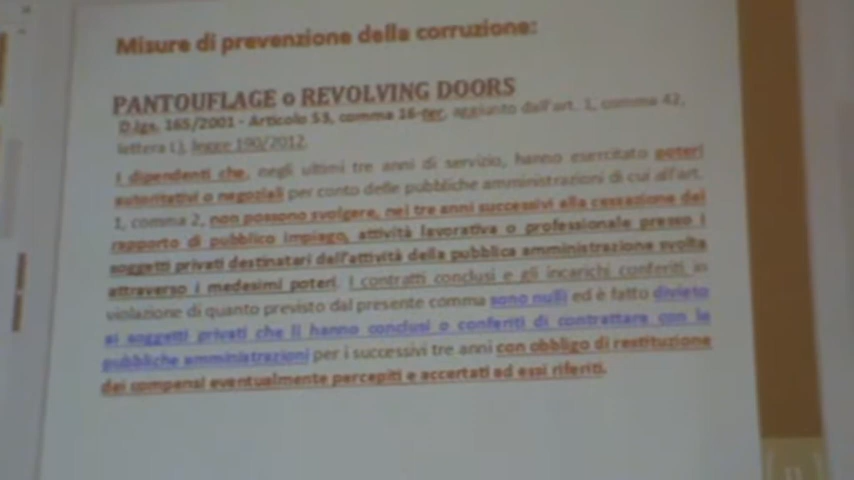 Misure di prevenzione della corruzione:
PANTOUFLAGE o REVOLVING DOORS
D.lgs. 165/2001 - Articolo 53, comma 16-ter, aggiunto dall'art. 1, comma 42,
lettera l), legge 190/2012.
I dipendenti che, negli ultimi tre anni di servizio, hanno esercitato poteri
autoritativi o negoziali per conto delle pubbliche amministrazioni di cui all'art.
1, comma 2, non possono svolgere, nei tre anni successivi alla cessazione del
rapporto di pubblico impiego, attività lavorativa o professionale presso i
soggetti privati destinatari dell'attività della pubblica amministrazione svolta
attraverso i medesimi poteri. I contratti conclusi e gli incarichi conferiti in
violazione di quanto previsto dal presente comma sono nulli ed è fatto divieto
ai soggetti privati che li hanno conclusi o conferiti di contrattare con le
pubbliche amministrazioni per i successivi tre anni con obbligo di restituzione
dei compensi eventualmente percepiti e accertati ad essi riferiti.